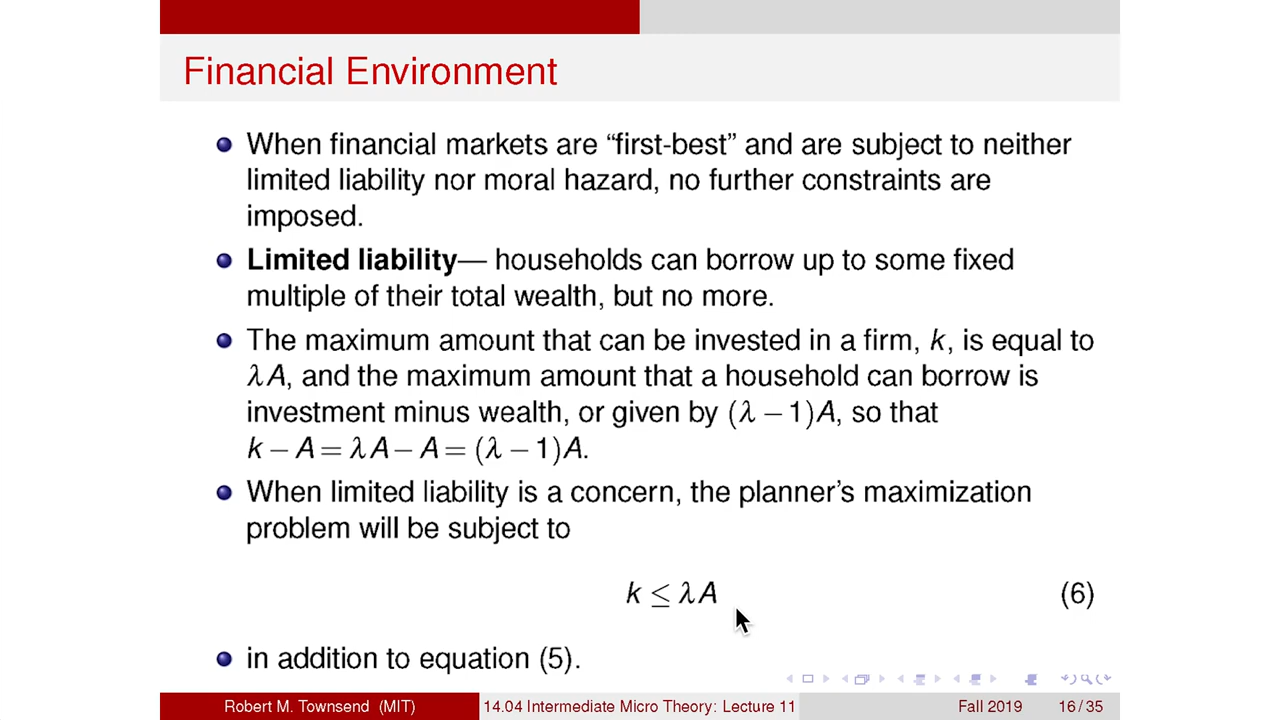 Financial Environment
When financial markets are “first-best” and are subject to neither
limited liability nor moral hazard, no further constraints are
imposed.
Limited liability— households can borrow up to some fixed
multiple of their total wealth, but no more.
The maximum amount that can be invested in a firm, k, is equal to
λA, and the maximum amount that a household can borrow is
investment minus wealth, or given by (λ − 1)A, so that
k − A = λA − A = (λ − 1)A.
When limited liability is a concern, the planner’s maximization
problem will be subject to
k ≤ λA (6)
in addition to equation (5).
Robert M. Townsend (MIT) 14.04 Intermediate Micro Theory: Lecture 11 Fall 2019 16/35